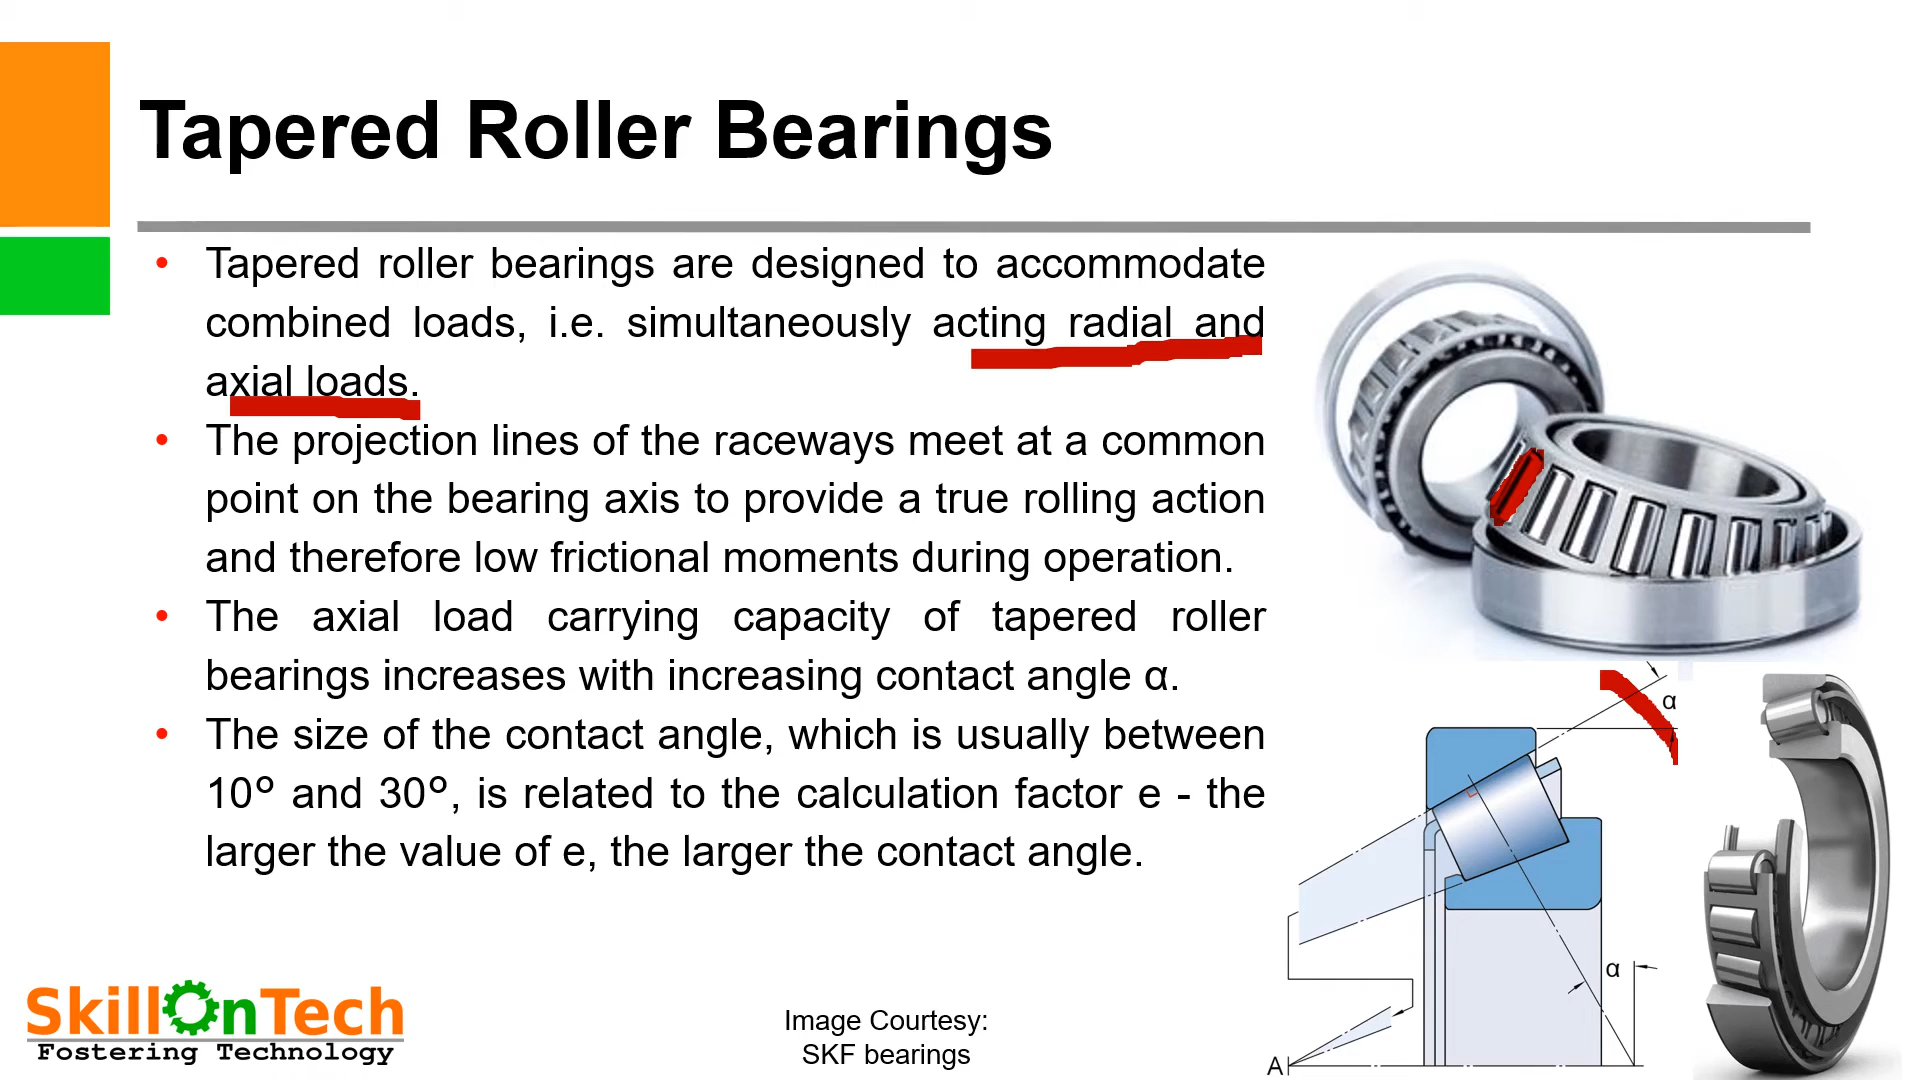 Tapered Roller Bearings
• Tapered roller bearings are designed to accommodate
combined loads, i.e. simultaneously acting radial and
axial loads.
• The projection lines of the raceways meet at a common
point on the bearing axis to provide a true rolling action
and therefore low frictional moments during operation.
• The axial load carrying capacity of tapered roller
bearings increases with increasing contact angle α.
• The size of the contact angle, which is usually between
10º and 30º, is related to the calculation factor e - the
larger the value of e, the larger the contact angle.
α
α
A
SkillOnTech
Fostering Technology
Image Courtesy:
SKF bearings